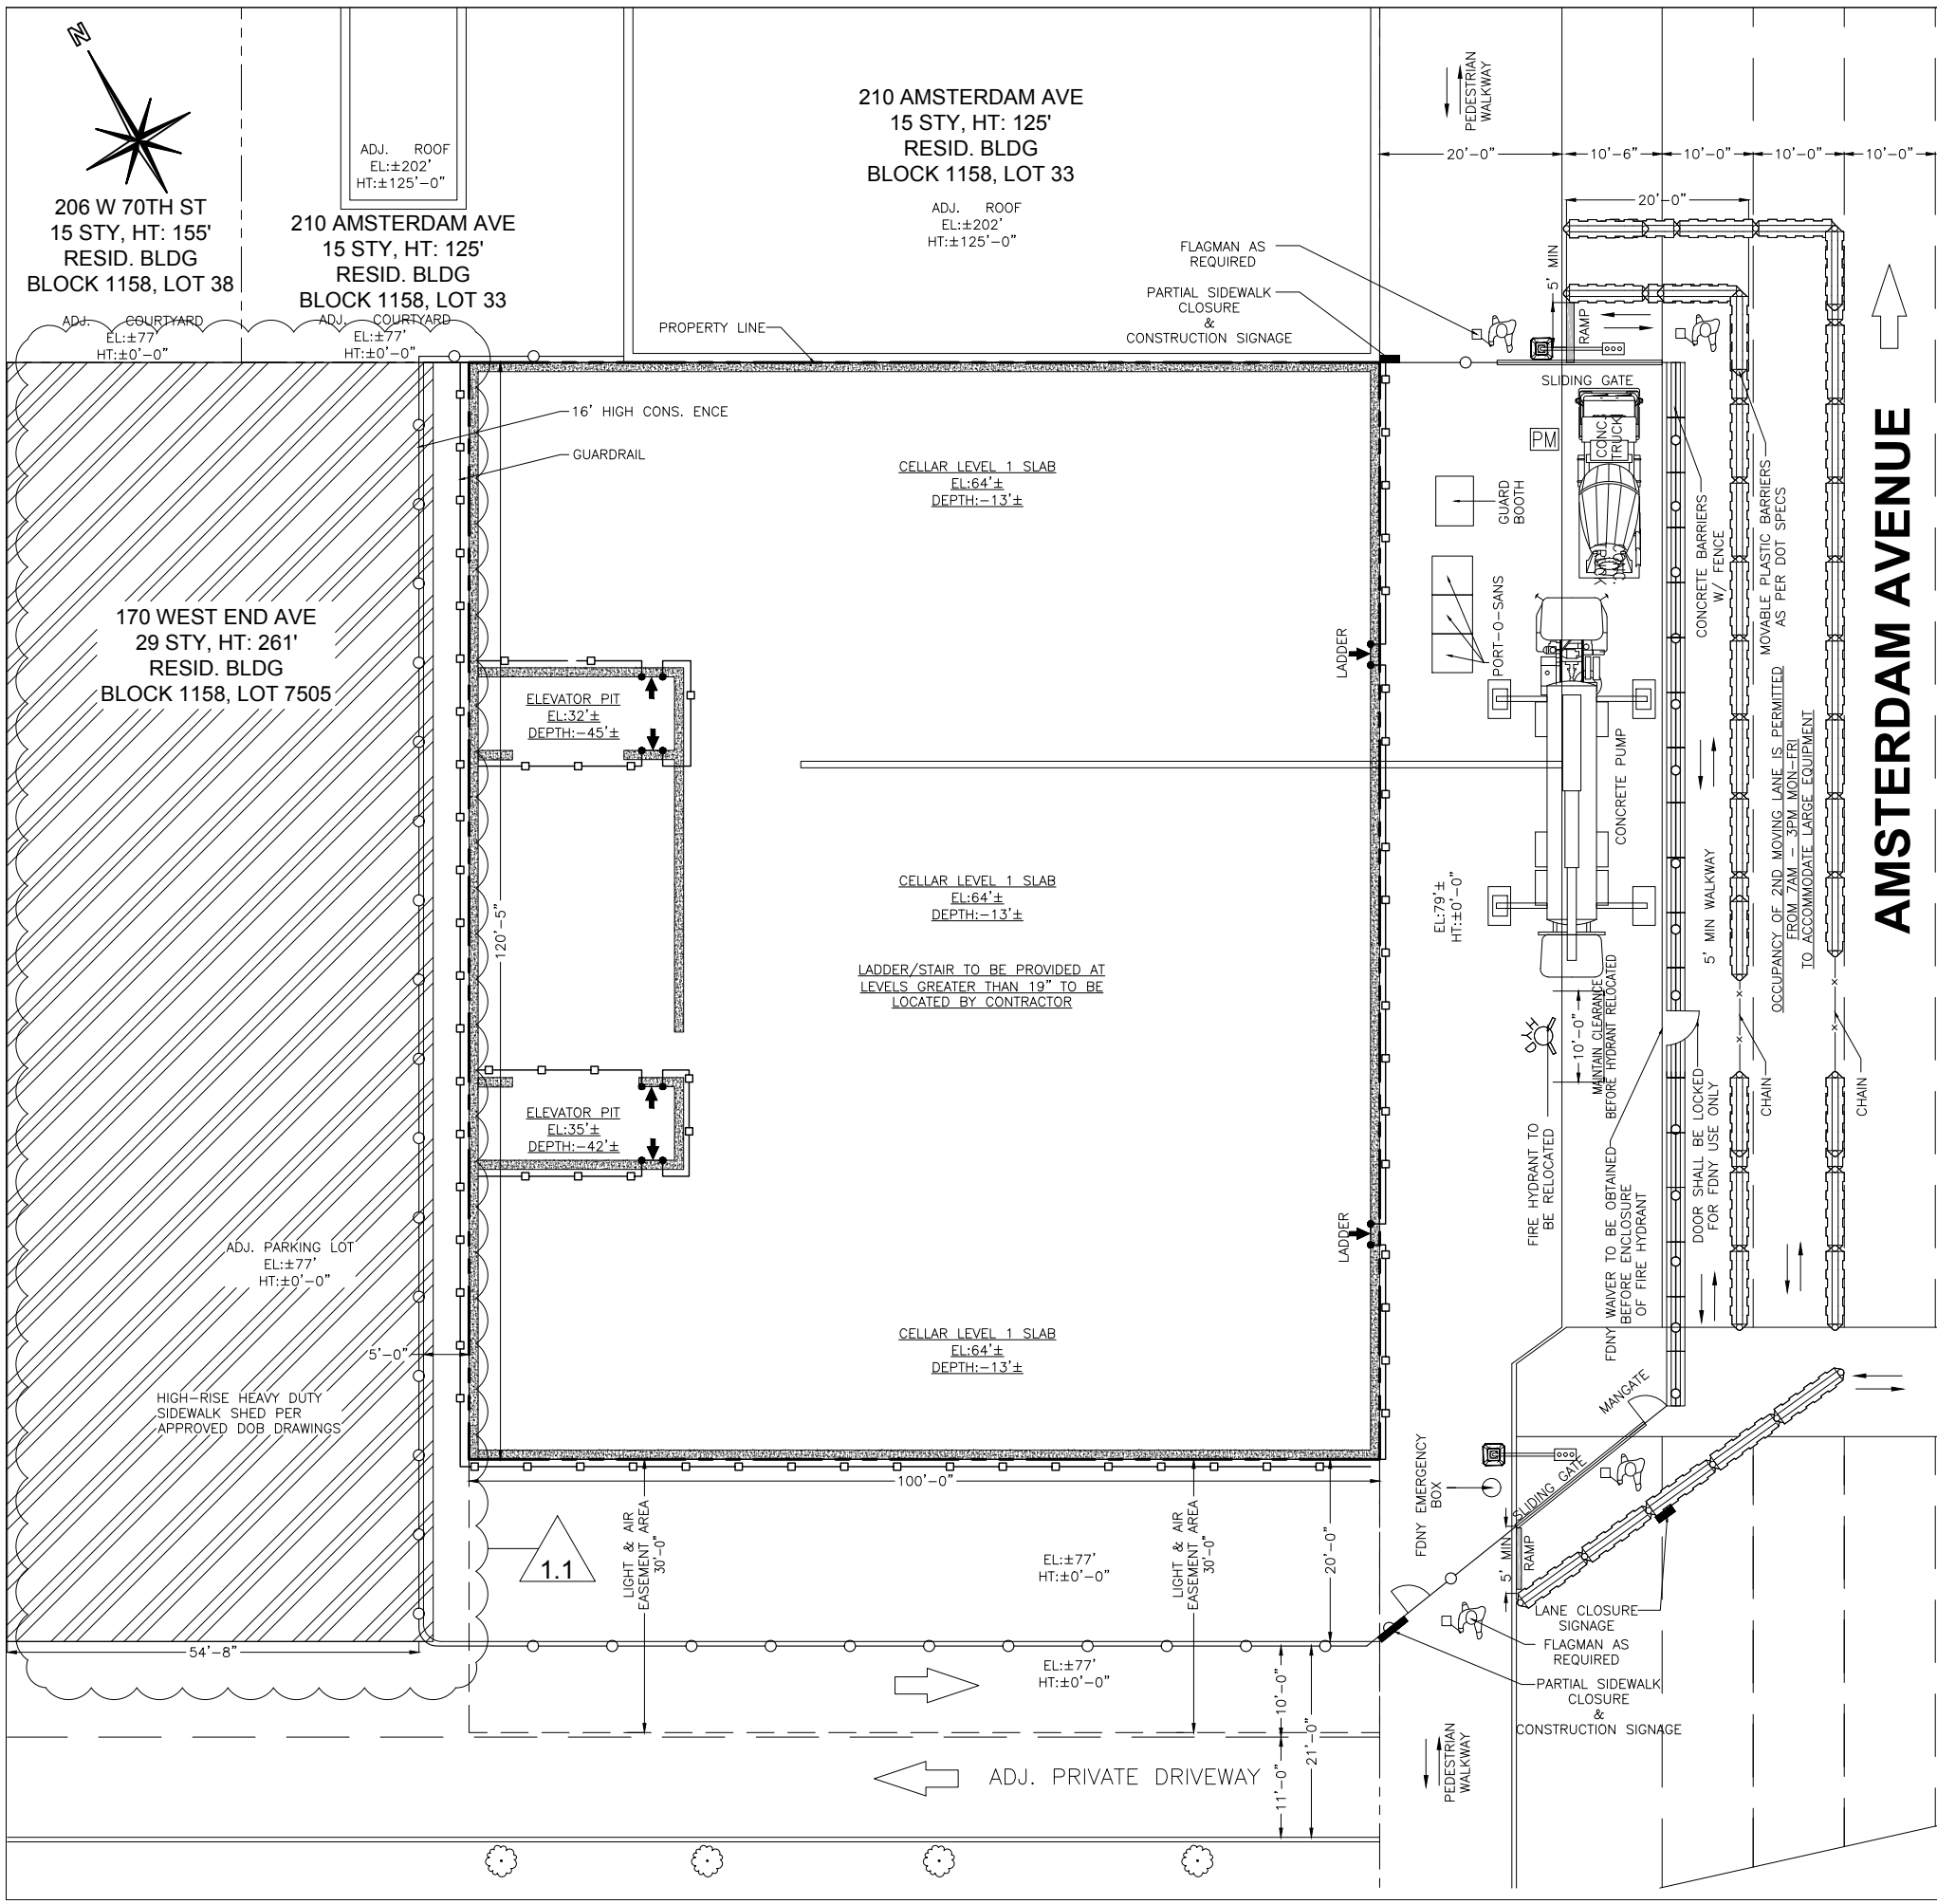 N
206 W 70TH ST
15 STY, HT: 155'
RESID. BLDG
BLOCK 1158, LOT 38
ADJ. COURTYARD
EL:±77
HT:±0'-0"
ADJ. ROOF
EL:±202'
HT:±125'-0"
210 AMSTERDAM AVE
15 STY, HT: 125'
RESID. BLDG
BLOCK 1158, LOT 33
ADJ. COURTYARD
EL:±77'
HT:±0'-0"
210 AMSTERDAM AVE
15 STY, HT: 125'
RESID. BLDG
BLOCK 1158, LOT 33
ADJ. ROOF
EL:±202'
HT:±125'-0"
PROPERTY LINE
FLAGMAN AS
REQUIRED
PARTIAL SIDEWALK
CLOSURE
&
CONSTRUCTION SIGNAGE
PEDESTRIAN
WALKWAY
20'-0"
10'-6"
10'-0"
10'-0"
10'-0"
20'-0"
5' MIN
RAMP
SLIDING GATE
16' HIGH CONS. ENCE
GUARDRAIL
CELLAR LEVEL 1 SLAB
EL:64'±
DEPTH:-13'±
PM
CONC.
TRUCK
GUARD
BOOTH
PORT-O-SANS
CONCRETE BARRIERS
W/ FENCE
MOVABLE PLASTIC BARRIERS
AS PER DOT SPECS
AMSTERDAM AVENUE
170 WEST END AVE
29 STY, HT: 261'
RESID. BLDG
BLOCK 1158, LOT 7505
LADDER
ELEVATOR PIT
EL:32'±
DEPTH:-45'±
CONCRETE PUMP
OCCUPANCY OF 2ND MOVING LANE IS PERMITTED
FROM 7AM - 3PM MON-FRI
TO ACCOMMODATE LARGE EQUIPMENT
120'-5"
CELLAR LEVEL 1 SLAB
EL:64'±
DEPTH:-13'±
EL:79'±
HT:±0'-0"
5' MIN WALKWAY
LADDER/STAIR TO BE PROVIDED AT
LEVELS GREATER THAN 19" TO BE
LOCATED BY CONTRACTOR
HYD
10'-0"
MAINTAIN CLEARANCE
BEFORE HYDRANT RELOCATED
CHAIN
CHAIN
ELEVATOR PIT
EL:35'±
DEPTH:-42'±
FIRE HYDRANT TO
BE RELOCATED
FDNY WAIVER TO BE OBTAINED
BEFORE ENCLOSURE
OF FIRE HYDRANT
DOOR SHALL BE LOCKED
FOR FDNY USE ONLY
LADDER
ADJ. PARKING LOT
EL:±77'
HT:±0'-0"
CELLAR LEVEL 1 SLAB
EL:64'±
DEPTH:-13'±
5'-0"
HIGH-RISE HEAVY DUTY
SIDEWALK SHED PER
APPROVED DOB DRAWINGS
MANGATE
SLIDING GATE
FDNY EMERGENCY
BOX
100'-0"
LIGHT & AIR
EASEMENT AREA
30'-0"
1.1
EL:±77'
HT:±0'-0"
LIGHT & AIR
EASEMENT AREA
30'-0"
20'-0"
5' MIN
RAMP
LANE CLOSURE
SIGNAGE
FLAGMAN AS
REQUIRED
PARTIAL SIDEWALK
CLOSURE
&
CONSTRUCTION SIGNAGE
54'-8"
EL:±77'
HT:±0'-0"
10'-0"
21'-0"
11'-0"
ADJ. PRIVATE DRIVEWAY
PEDESTRIAN
WALKWAY